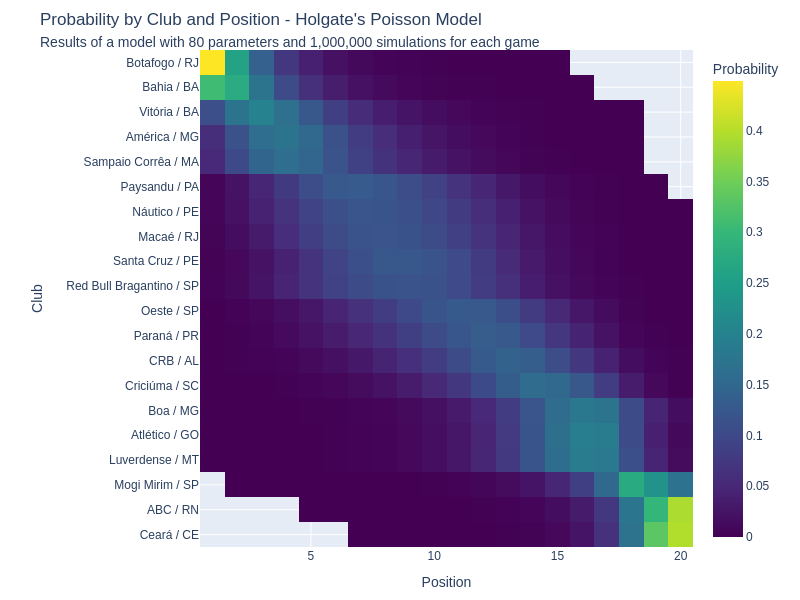 Probability by Club and Position - Holgate's Poisson Model
Results of a model with 80 parameters and 1,000,000 simulations for each game
Probability
Botafogo / RJ
Bahia / BA
Vitória / BA
América / MG
Sampaio Corrêa / MA
Paysandu / PA
Náutico / PE
Macaé / RJ
Santa Cruz / PE
Red Bull Bragantino / SP
Oeste / SP
Paraná / PR
CRB / AL
Criciúma / SC
Boa / MG
Atlético / GO
Luverdense / MT
Mogi Mirim / SP
ABC / RN
Ceará / CE
Club
5
10
15
20
Position
0.4
0.35
0.3
0.25
0.2
0.15
0.1
0.05
0